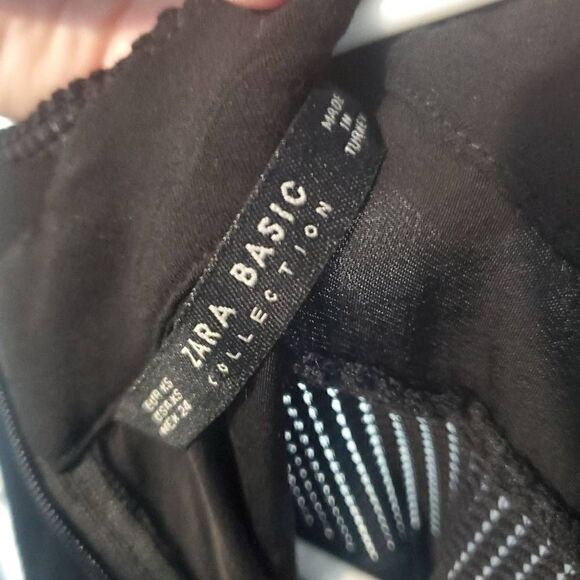 ZARA BASIC
COLLECTION
EUR XS
USA XS
MEX 24
MADE
IN
TURKEY